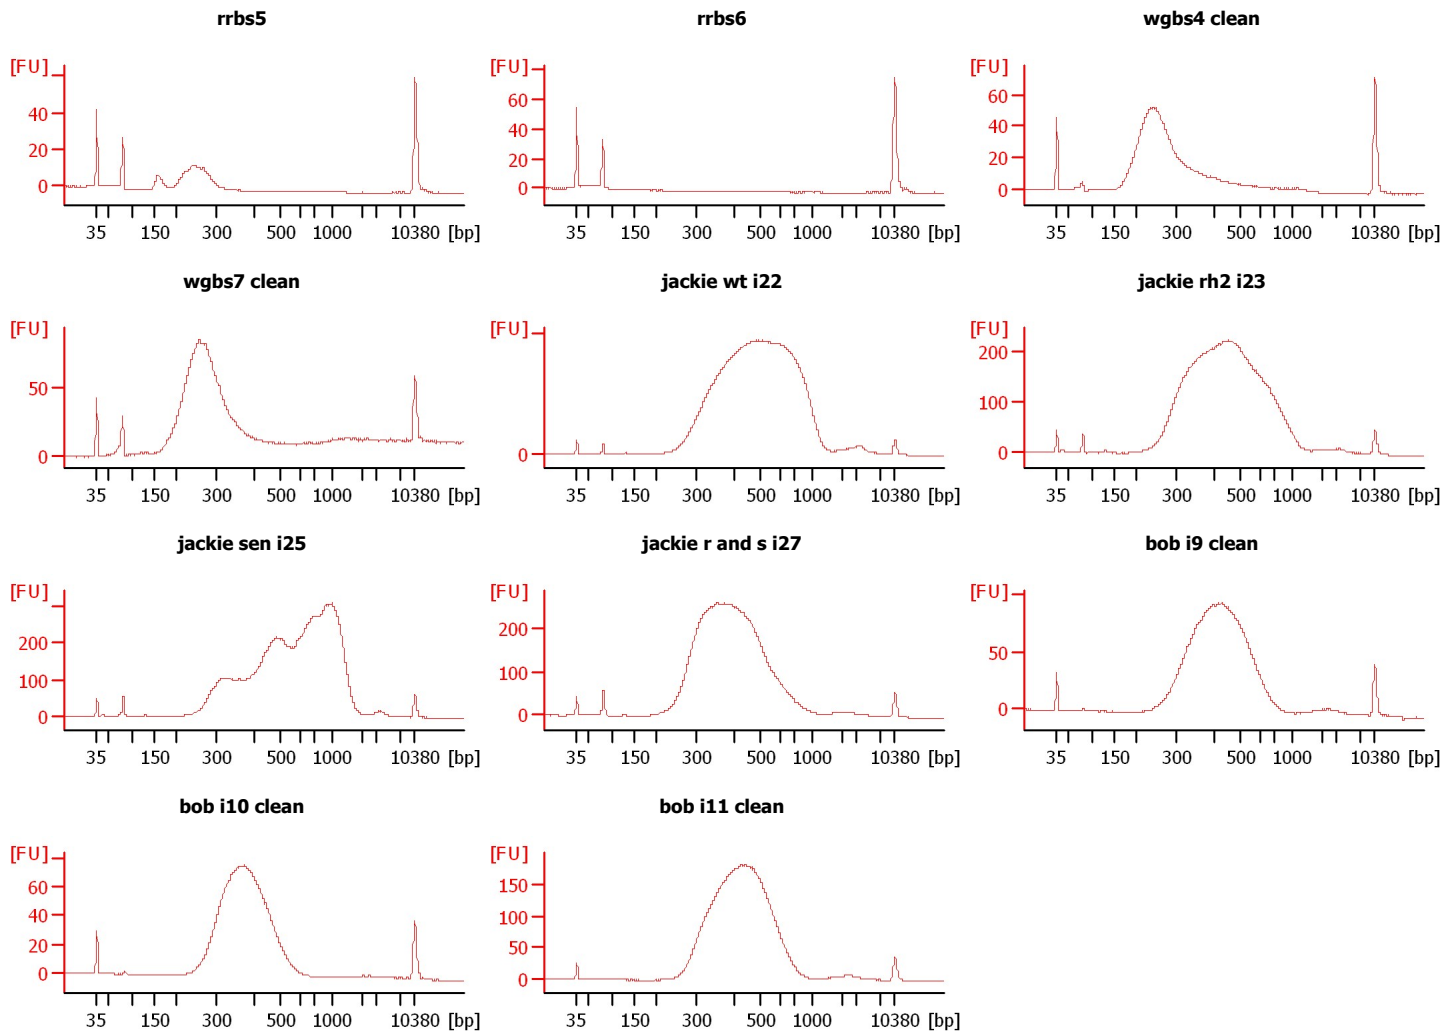 rrbs5
[FU]
40
20
0
35 150 300 500 1000 10380 [bp]
rrbs6
[FU]
60
40
20
0
35 150 300 500 1000 10380 [bp]
wgbs4 clean
[FU]
60
40
20
0
35 150 300 500 1000 10380 [bp]
wgbs7 clean
[FU]
50
0
35 150 300 500 1000 10380 [bp]
jackie wt i22
[FU]
0
35 150 300 500 1000 10380 [bp]
jackie rh2 i23
[FU]
200
100
0
35 150 300 500 1000 10380 [bp]
jackie sen i25
[FU]
200
100
0
35 150 300 500 1000 10380 [bp]
jackie r and s i27
[FU]
200
100
0
35 150 300 500 1000 10380 [bp]
bob i9 clean
[FU]
50
0
35 150 300 500 1000 10380 [bp]
bob i10 clean
[FU]
60
40
20
0
35 150 300 500 1000 10380 [bp]
bob i11 clean
[FU]
150
100
50
0
35 150 300 500 1000 10380 [bp]